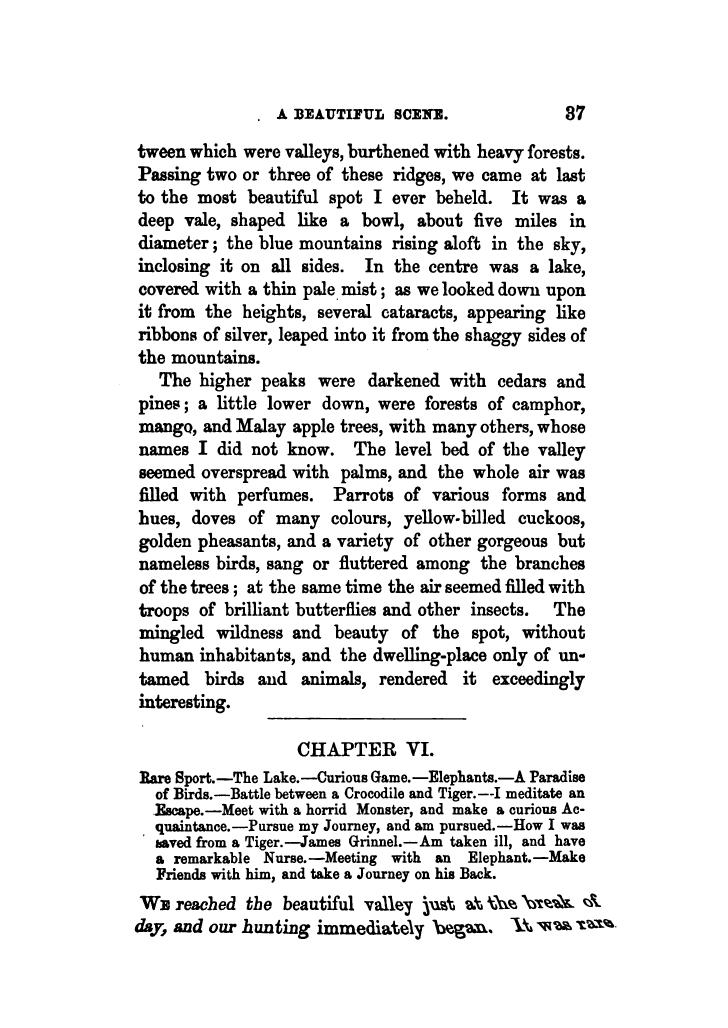 A BEAUTIFUL SCENE. 37
tween which were valleys, burthened with heavy forests.
Passing two or three of these ridges, we came at last
to the most beautiful spot I ever beheld. It was a
deep vale, shaped like a bowl, about five miles in
diameter; the blue mountains rising aloft in the sky,
inclosing it on all sides. In the centre was a lake,
covered with a thin pale mist; as we looked down upon
it from the heights, several cataracts, appearing like
ribbons of silver, leaped into it from the shaggy sides of
the mountains.
The higher peaks were darkened with cedars and
pines; a little lower down, were forests of camphor,
mango, and Malay apple trees, with many others, whose
names I did not know. The level bed of the valley
seemed overspread with palms, and the whole air was
filled with perfumes. Parrots of various forms and
hues, doves of many colours, yellow-billed cuckoos,
golden pheasants, and a variety of other gorgeous but
nameless birds, sang or fluttered among the branches
of the trees; at the same time the air seemed filled with
troops of brilliant butterflies and other insects. The
mingled wildness and beauty of the spot, without
human inhabitants, and the dwelling-place only of un-
tamed birds and animals, rendered it exceedingly
interesting.
CHAPTER VI.
Rare Sport.—The Lake.—Curious Game.—Elephants.—A Paradise
of Birds.—Battle between a Crocodile and Tiger.—I meditate an
Escape.—Meet with a horrid Monster, and make a curious Ac-
quaintance.—Pursue my Journey, and am pursued.—How I was
saved from a Tiger.—James Grinnel.—Am taken ill, and have
a remarkable Nurse.—Meeting with an Elephant.—Make
Friends with him, and take a Journey on his Back.
WE reached the beautiful valley just at the break of
day, and our hunting immediately began. It was rare